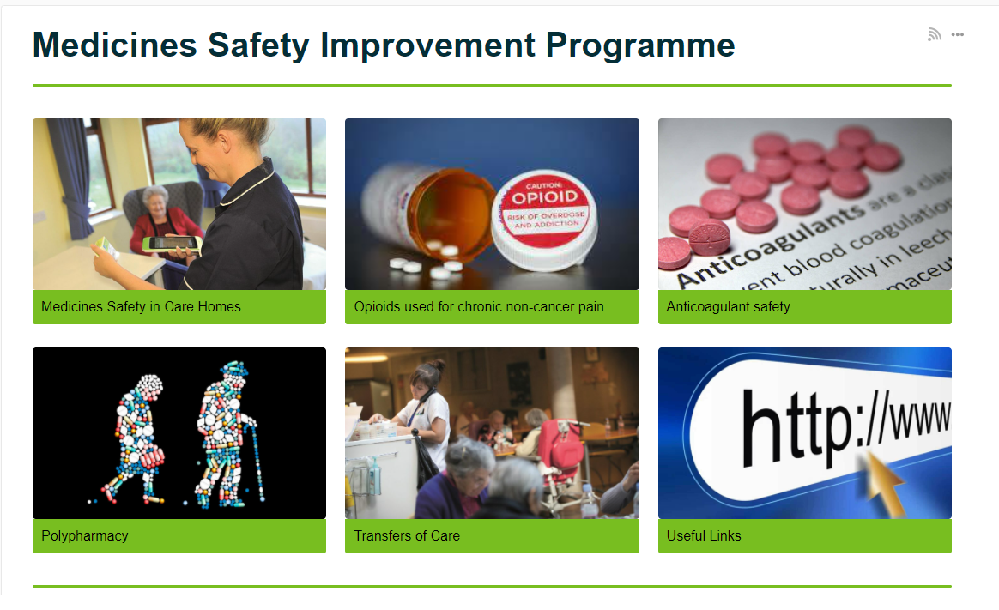 Medicines Safety Improvement Programme
CAUTION:
OPIOID
RISK OF OVERDOSE
AND ADDICTION
Anticoagulants are a clas
vent blood coagulation
turally in leech
maceut
Medicines Safety in Care Homes
Opioids used for chronic non-cancer pain
Anticoagulant safety
http://www
Polypharmacy
Transfers of Care
Useful Links